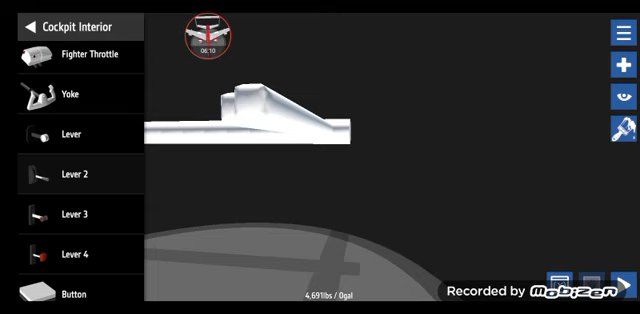 Cockpit Interior
Fighter Throttle
Yoke
Lever
Lever 2
Lever 3
Lever 4
Button
06:10
4,691lbs / 0gal
Recorded by Mobizen